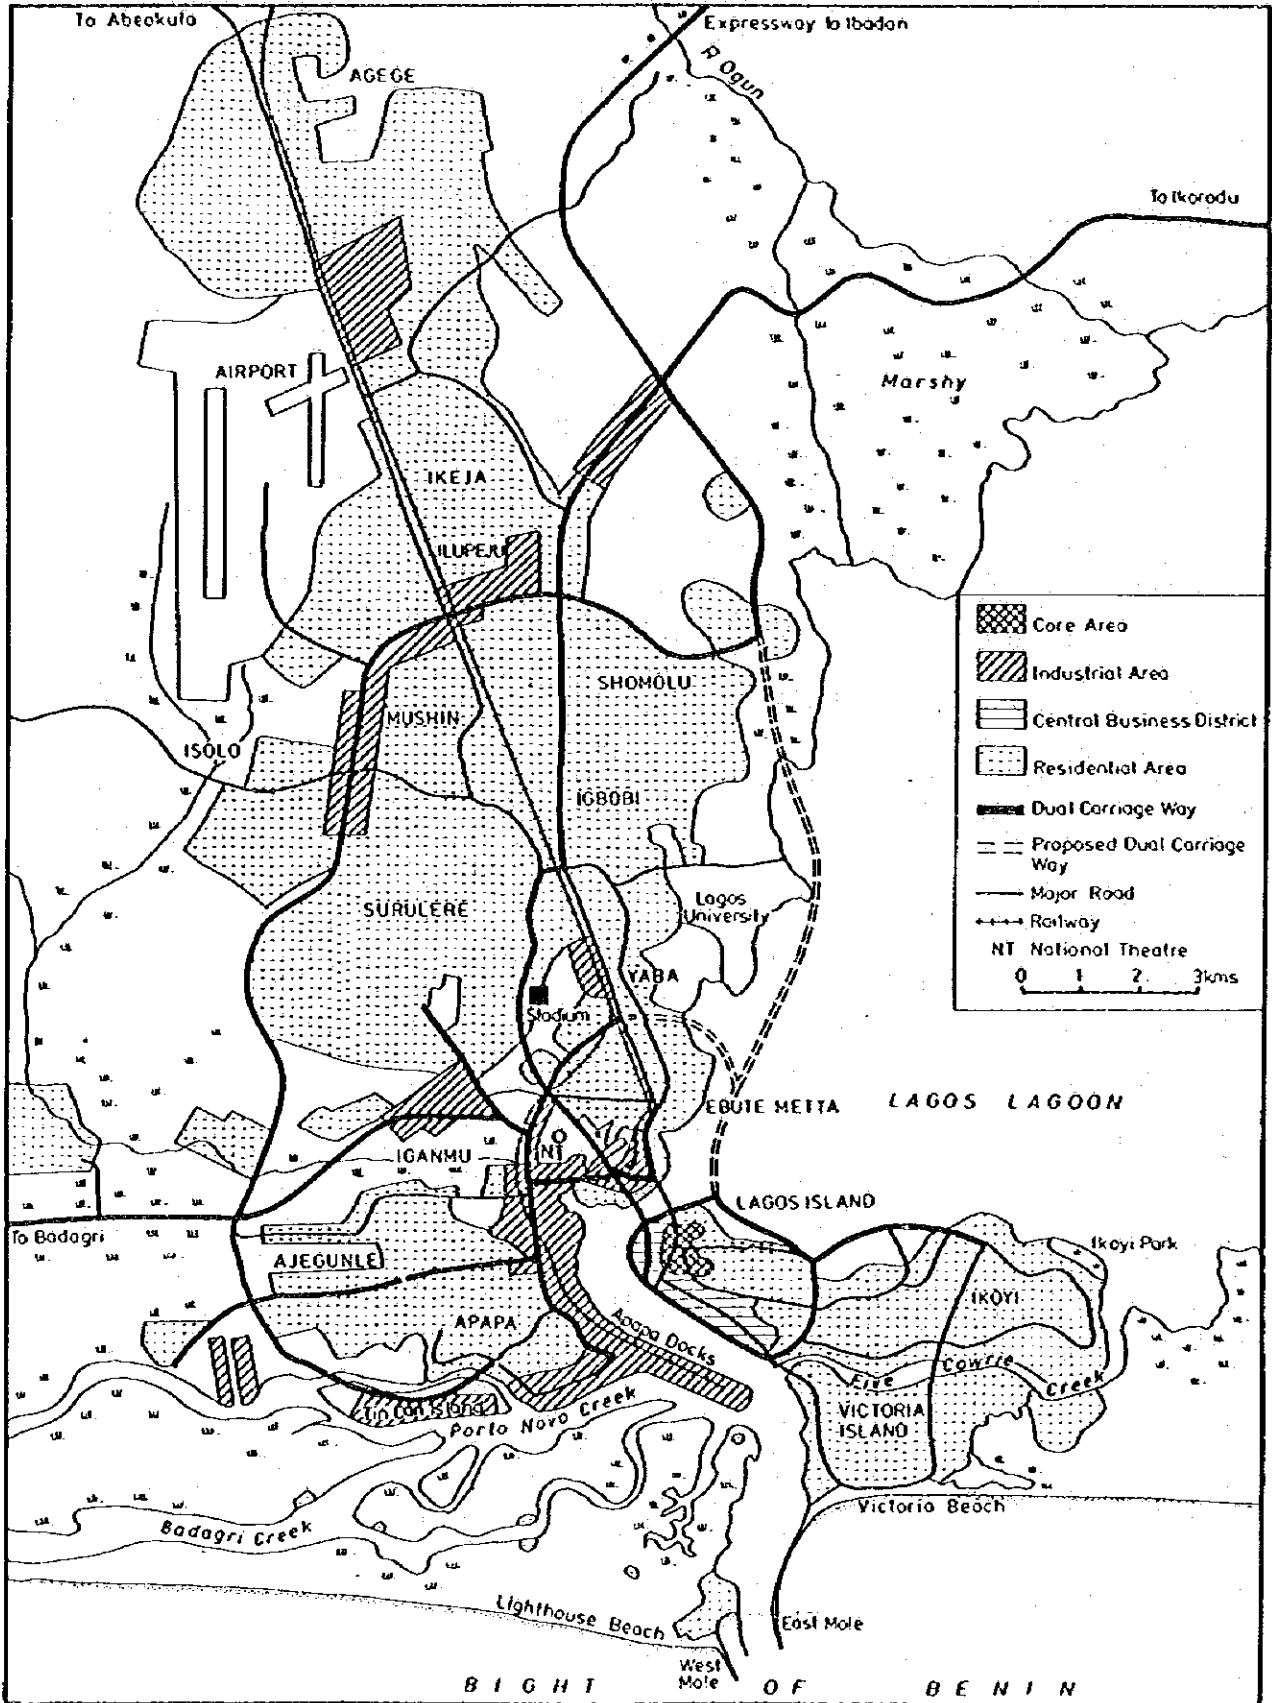 To Abeokuta
Expressway to Ibadan
R Ogun
AGEGE
To Ikorodu
AIRPORT
Marshy
IKEJA
ILUPEJU
Core Area
Industrial Area
Central Business District
Residential Area
Dual Carriage Way
Proposed Dual Carriage
Way
Major Road
Railway
NT National Theatre
0 1 2 3kms
SHOMOLU
MUSHIN
ISOLO
IGBOBI
SURULERE
Lagos
University
YABA
Stadium
EBUTE METTA
LAGOS LAGOON
NT
IGANMU
LAGOS ISLAND
To Badagri
Ikoyi Park
AJEGUNLE
IKOYI
APAPA
Apapa Docks
Five Cowrie Creek
Tin Can Island
Porto Novo Creek
VICTORIA
ISLAND
Victoria Beach
Badagri Creek
Lighthouse Beach
East Mole
West
Mole
BIGHT OF BENIN